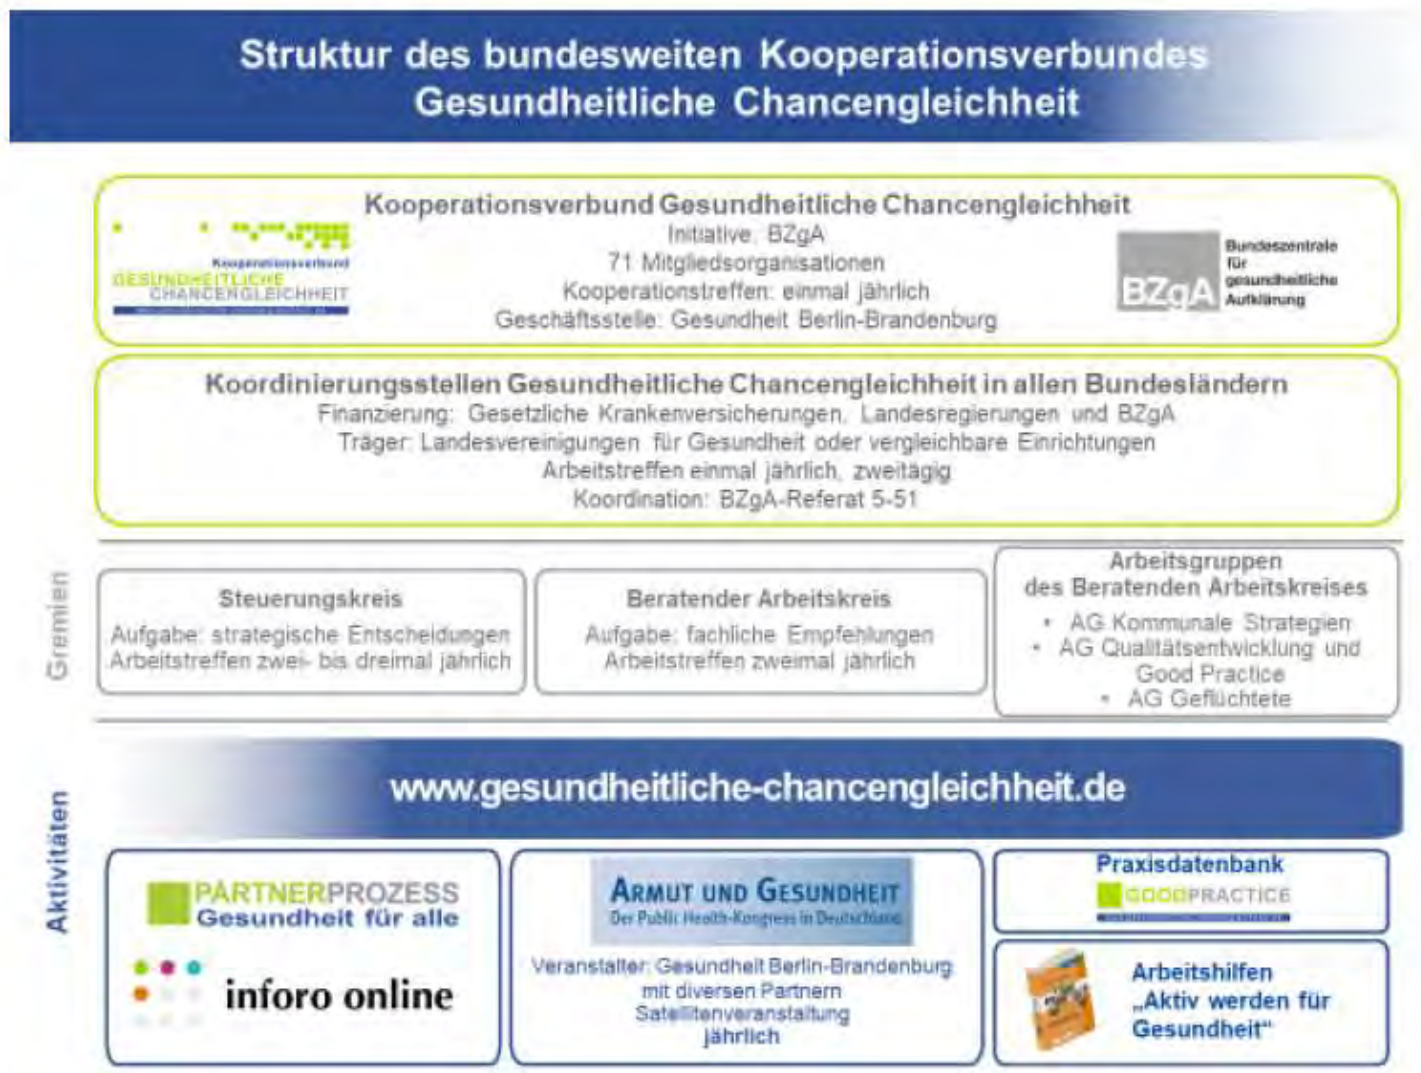 Struktur des bundesweiten Kooperationsverbundes
Gesundheitliche Chancengleichheit
Kooperationsverbund Gesundheitliche Chancengleichheit
Initiative: BZgA
71 Mitgliedsorganisationen
Kooperationstreffen: einmal jährlich
Geschäftsstelle: Gesundheit Berlin-Brandenburg
Kooperationsverbund
GESUNDHEITLICHE
CHANCENGLEICHHEIT
BZgA
Bundeszentrale
für
gesundheitliche
Aufklärung
Koordinierungsstellen Gesundheitliche Chancengleichheit in allen Bundesländern
Finanzierung: Gesetzliche Krankenversicherungen, Landesregierungen und BZgA
Träger: Landesvereinigungen für Gesundheit oder vergleichbare Einrichtungen
Arbeitstreffen einmal jährlich, zweitägig
Koordination: BZgA-Referat 5-51
Gremien
Steuerungskreis
Aufgabe: strategische Entscheidungen
Arbeitstreffen zwei- bis dreimal jährlich
Beratender Arbeitskreis
Aufgabe: fachliche Empfehlungen
Arbeitstreffen zweimal jährlich
Arbeitsgruppen
des Beratenden Arbeitskreises
• AG Kommunale Strategien
• AG Qualitätsentwicklung und
Good Practice
• AG Geflüchtete
Aktivitäten
www.gesundheitliche-chancengleichheit.de
PARTNERPROZESS
Gesundheit für alle
inforo online
ARMUT UND GESUNDHEIT
Der Public Health-Kongress in Deutschland
Veranstalter: Gesundheit Berlin-Brandenburg
mit diversen Partnern
Satellitenveranstaltung
jährlich
Praxisdatenbank
GOODPRACTICE
Arbeitshilfen
„Aktiv werden für
Gesundheit“